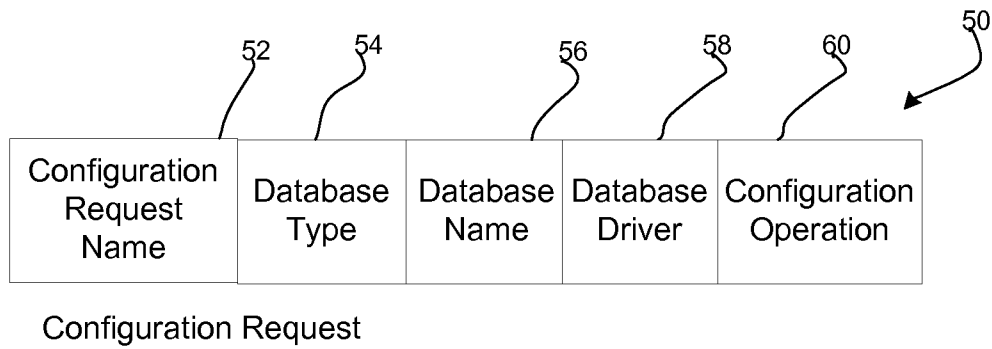 50
52
54
56
58
60
Configuration
Request
Name
Database
Type
Database
Name
Database
Driver
Configuration
Operation
Configuration Request